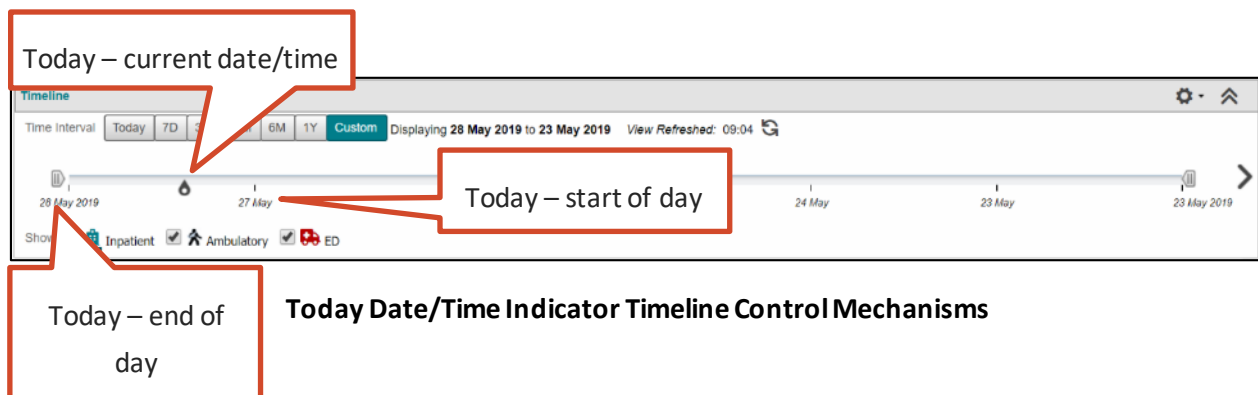 Today – current date/time
Timeline
Time Interval Today 7D 6M 1Y Custom Displaying 28 May 2019 to 23 May 2019 View Refreshed: 09:04
Today – start of day
28 May 2019 27 May 24 May 23 May 23 May 2019
Show Inpatient Ambulatory ED
Today – end of
day
Today Date/Time Indicator Timeline Control Mechanisms